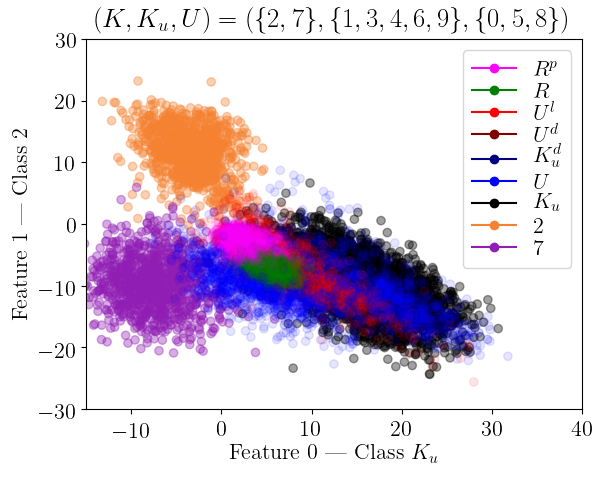 (K, K_u, U) = ({2, 7}, {1, 3, 4, 6, 9}, {0, 5, 8})
30
20
10
0
−10
−20
−30
Feature 1 — Class 2
R^p
R
U^l
U^d
K_u^d
U
K_u
2
7
−10
0
10
20
30
40
Feature 0 — Class K_u